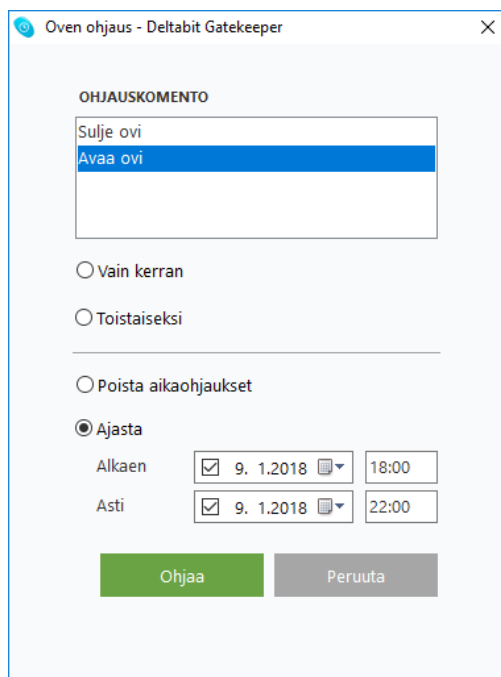 Oven ohjaus - Deltabit Gatekeeper
OHJAUSKOMENTO
Sulje ovi
Avaa ovi
Vain kerran
Toistaiseksi
Poista aikaohjaukset
Ajasta
Alkaen 9. 1.2018 18:00
Asti 9. 1.2018 22:00
Ohjaa Peruuta